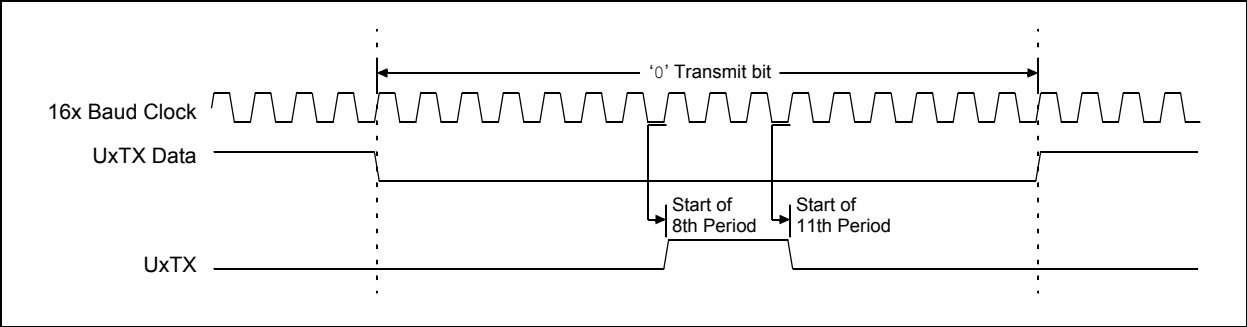 ‘0’ Transmit bit
16x Baud Clock
UxTX Data
Start of
8th Period
Start of
11th Period
UxTX